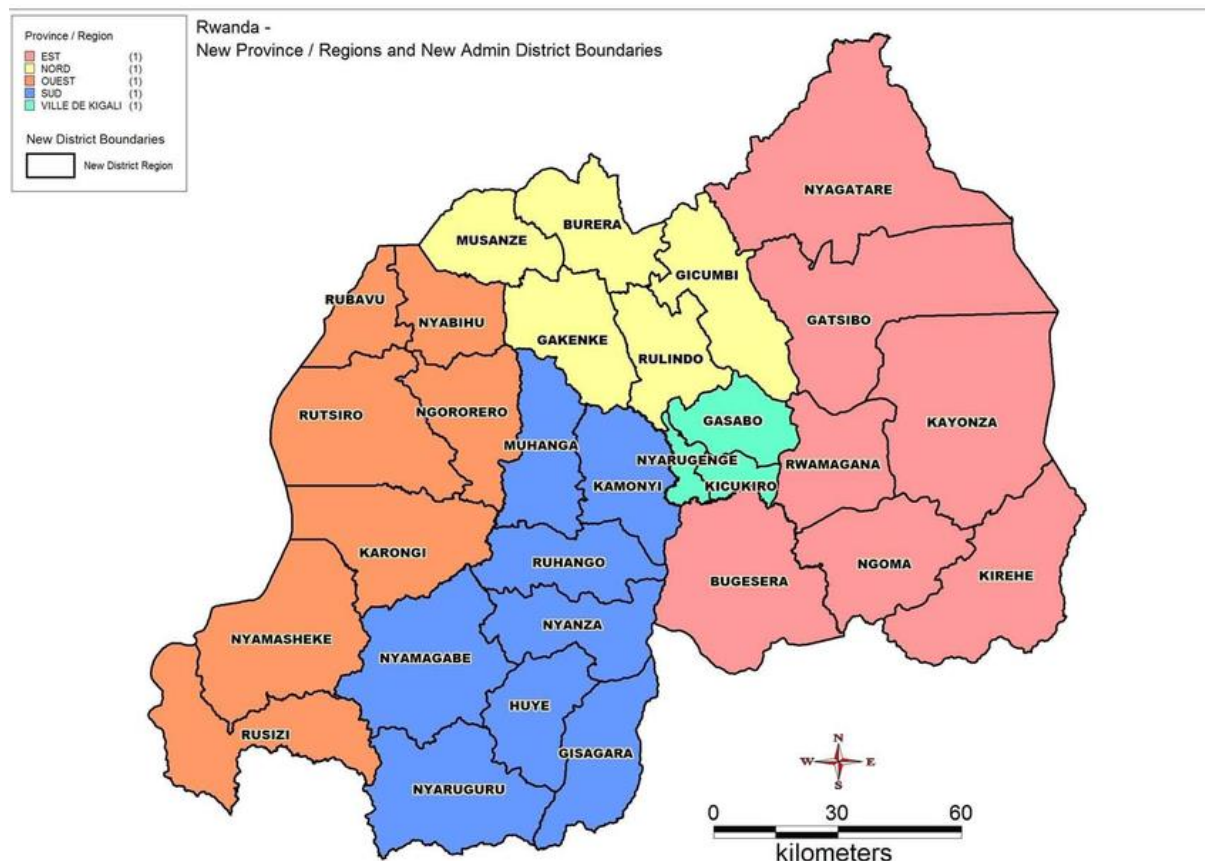 Province / Region
EST (1)
NORD (1)
OUEST (1)
SUD (1)
VILLE DE KIGALI (1)
New District Boundaries
New District Region
Rwanda -
New Province / Regions and New Admin District Boundaries
NYAGATARE
BURERA
MUSANZE
GICUMBI
RUBAVU
NYABIHU
GATSIBO
GAKENKE
RULINDO
RUTSIRO
NGORORERO
GASABO
KAYONZA
MUHANGA
NYARUGENGE
RWAMAGANA
KAMONYI
KICUKIRO
KARONGI
RUHANGO
NGOMA
BUGESERA
KIREHE
NYANZA
NYAMASHEKE
NYAMAGABE
HUYE
RUSIZI
GISAGARA
NYARUGURU
N
W E
S
0 30 60
kilometers